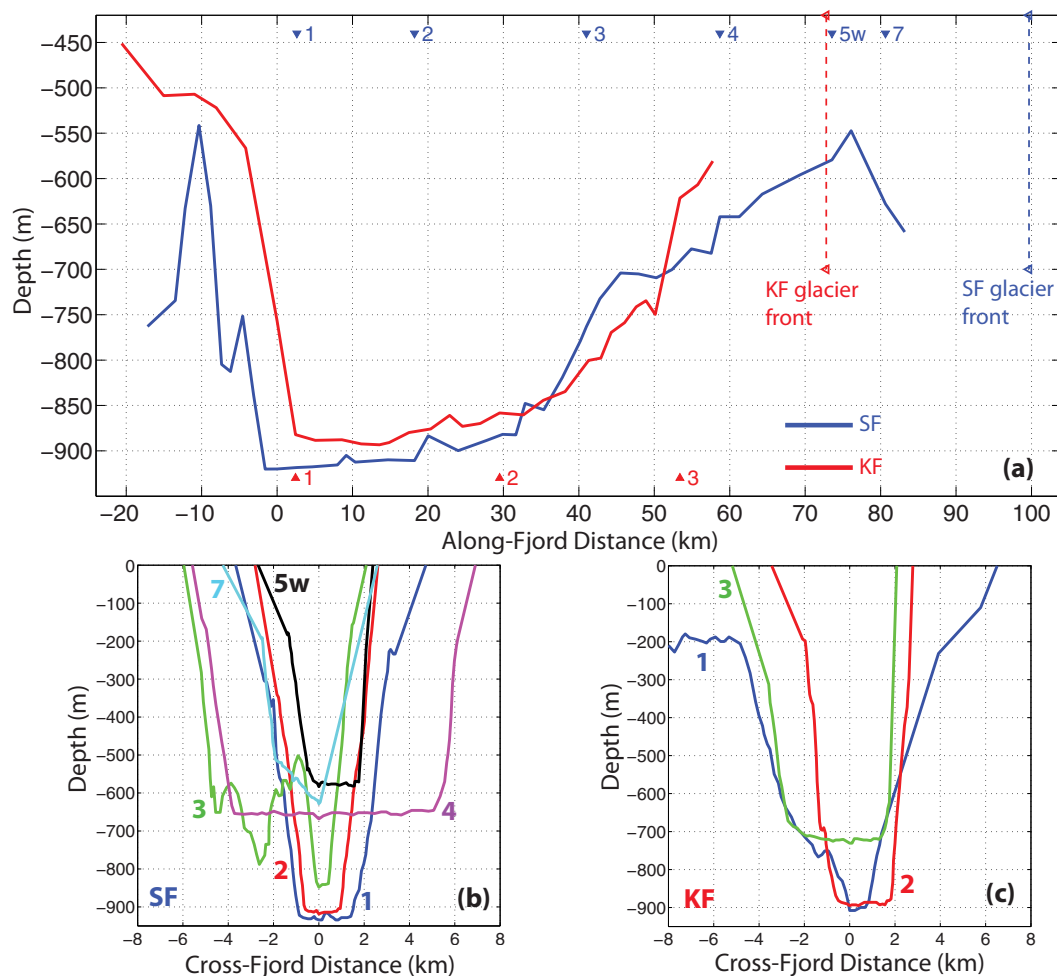 1 2 3 4 5w 7
−450
−500
−550
−600
−650
−700
−750
−800
−850
−900
Depth (m)
KF glacier
front
SF glacier
front
SF
KF
(a)
1 2 3
−20 −10 0 10 20 30 40 50 60 70 80 90 100
Along-Fjord Distance (km)
0
−100
−200
−300
−400
−500
−600
−700
−800
−900
Depth (m)
7 5w
3 4
2 1
SF (b)
−8 −6 −4 −2 0 2 4 6 8
Cross-Fjord Distance (km)
0
−100
−200
−300
−400
−500
−600
−700
−800
−900
Depth (m)
3
1
2
KF (c)
−8 −6 −4 −2 0 2 4 6 8
Cross-Fjord Distance (km)